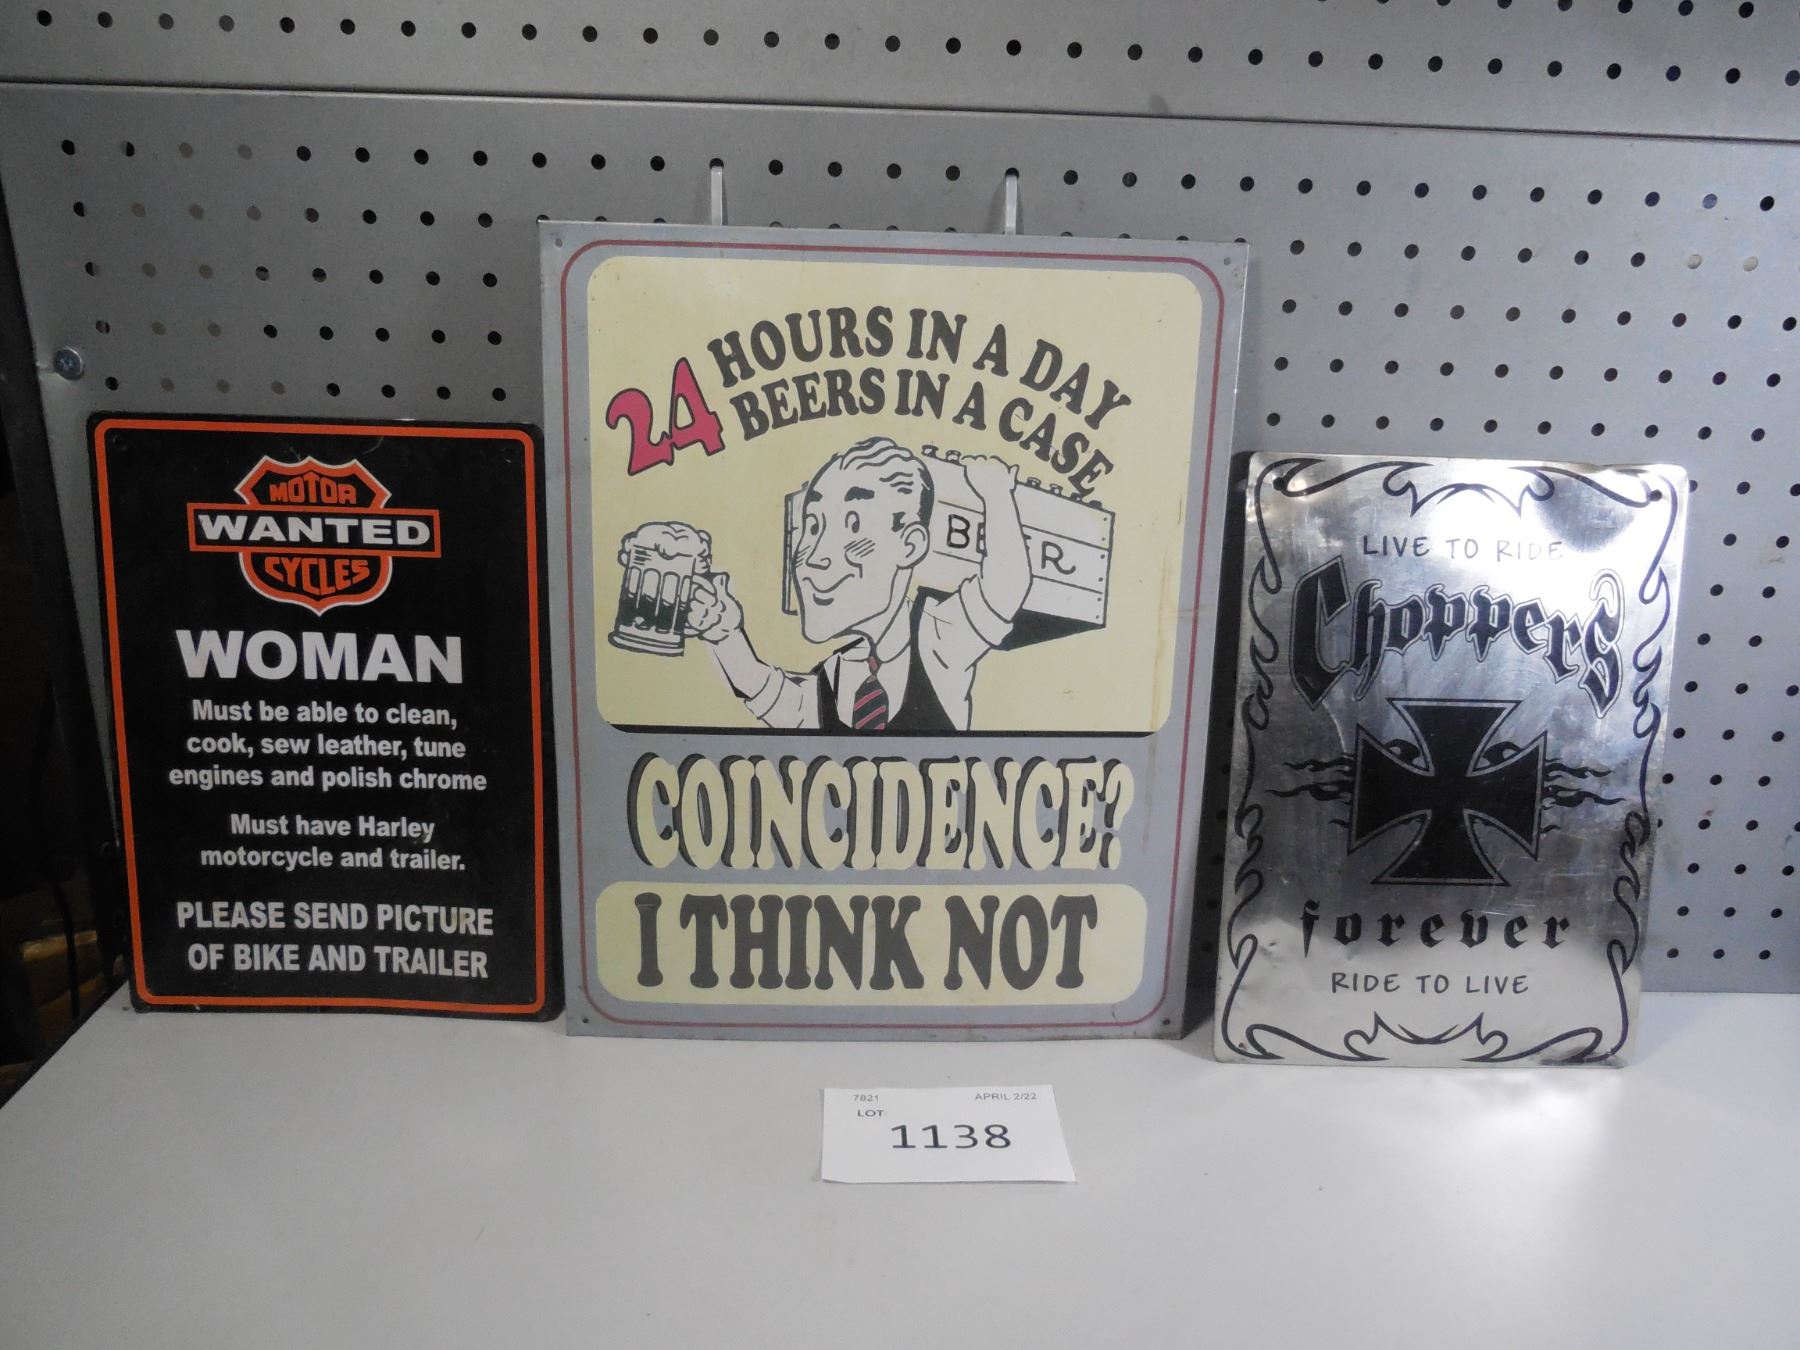 MOTOR
WANTED
CYCLES
WOMAN
Must be able to clean,
cook, sew leather, tune
engines and polish chrome
Must have Harley
motorcycle and trailer.
PLEASE SEND PICTURE
OF BIKE AND TRAILER
24 HOURS IN A DAY
BEERS IN A CASE
BEER
COINCIDENCE?
I THINK NOT
LIVE TO RIDE
Choppers
forever
RIDE TO LIVE
7821 APRIL 2/22
LOT
1138